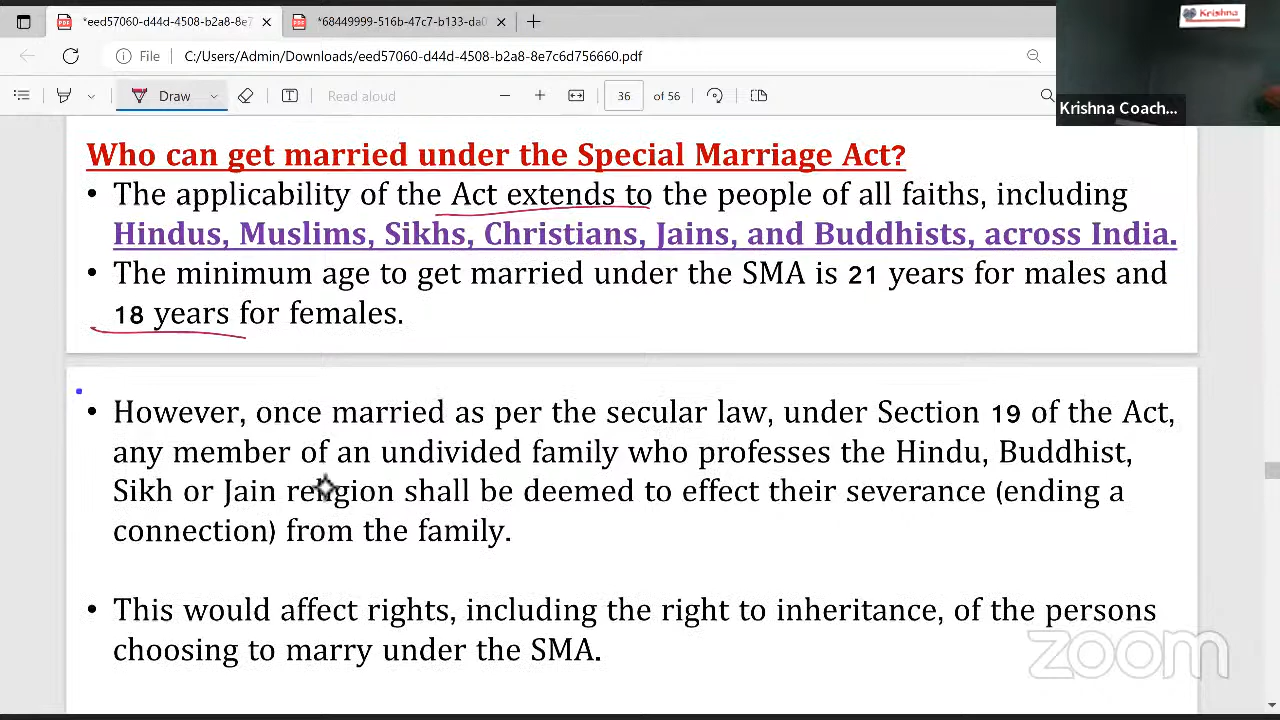 *eed57060-d44d-4508-b2a8-8e7
*68449999-516b-47c7-b133-dd
File C:/Users/Admin/Downloads/eed57060-d44d-4508-b2a8-8e7c6d756660.pdf
Draw Read aloud 36 of 56
Krishna
Krishna Coach...
Who can get married under the Special Marriage Act?
• The applicability of the Act extends to the people of all faiths, including
Hindus, Muslims, Sikhs, Christians, Jains, and Buddhists, across India.
• The minimum age to get married under the SMA is 21 years for males and
18 years for females.
• However, once married as per the secular law, under Section 19 of the Act,
any member of an undivided family who professes the Hindu, Buddhist,
Sikh or Jain religion shall be deemed to effect their severance (ending a
connection) from the family.
• This would affect rights, including the right to inheritance, of the persons
choosing to marry under the SMA.
zoom